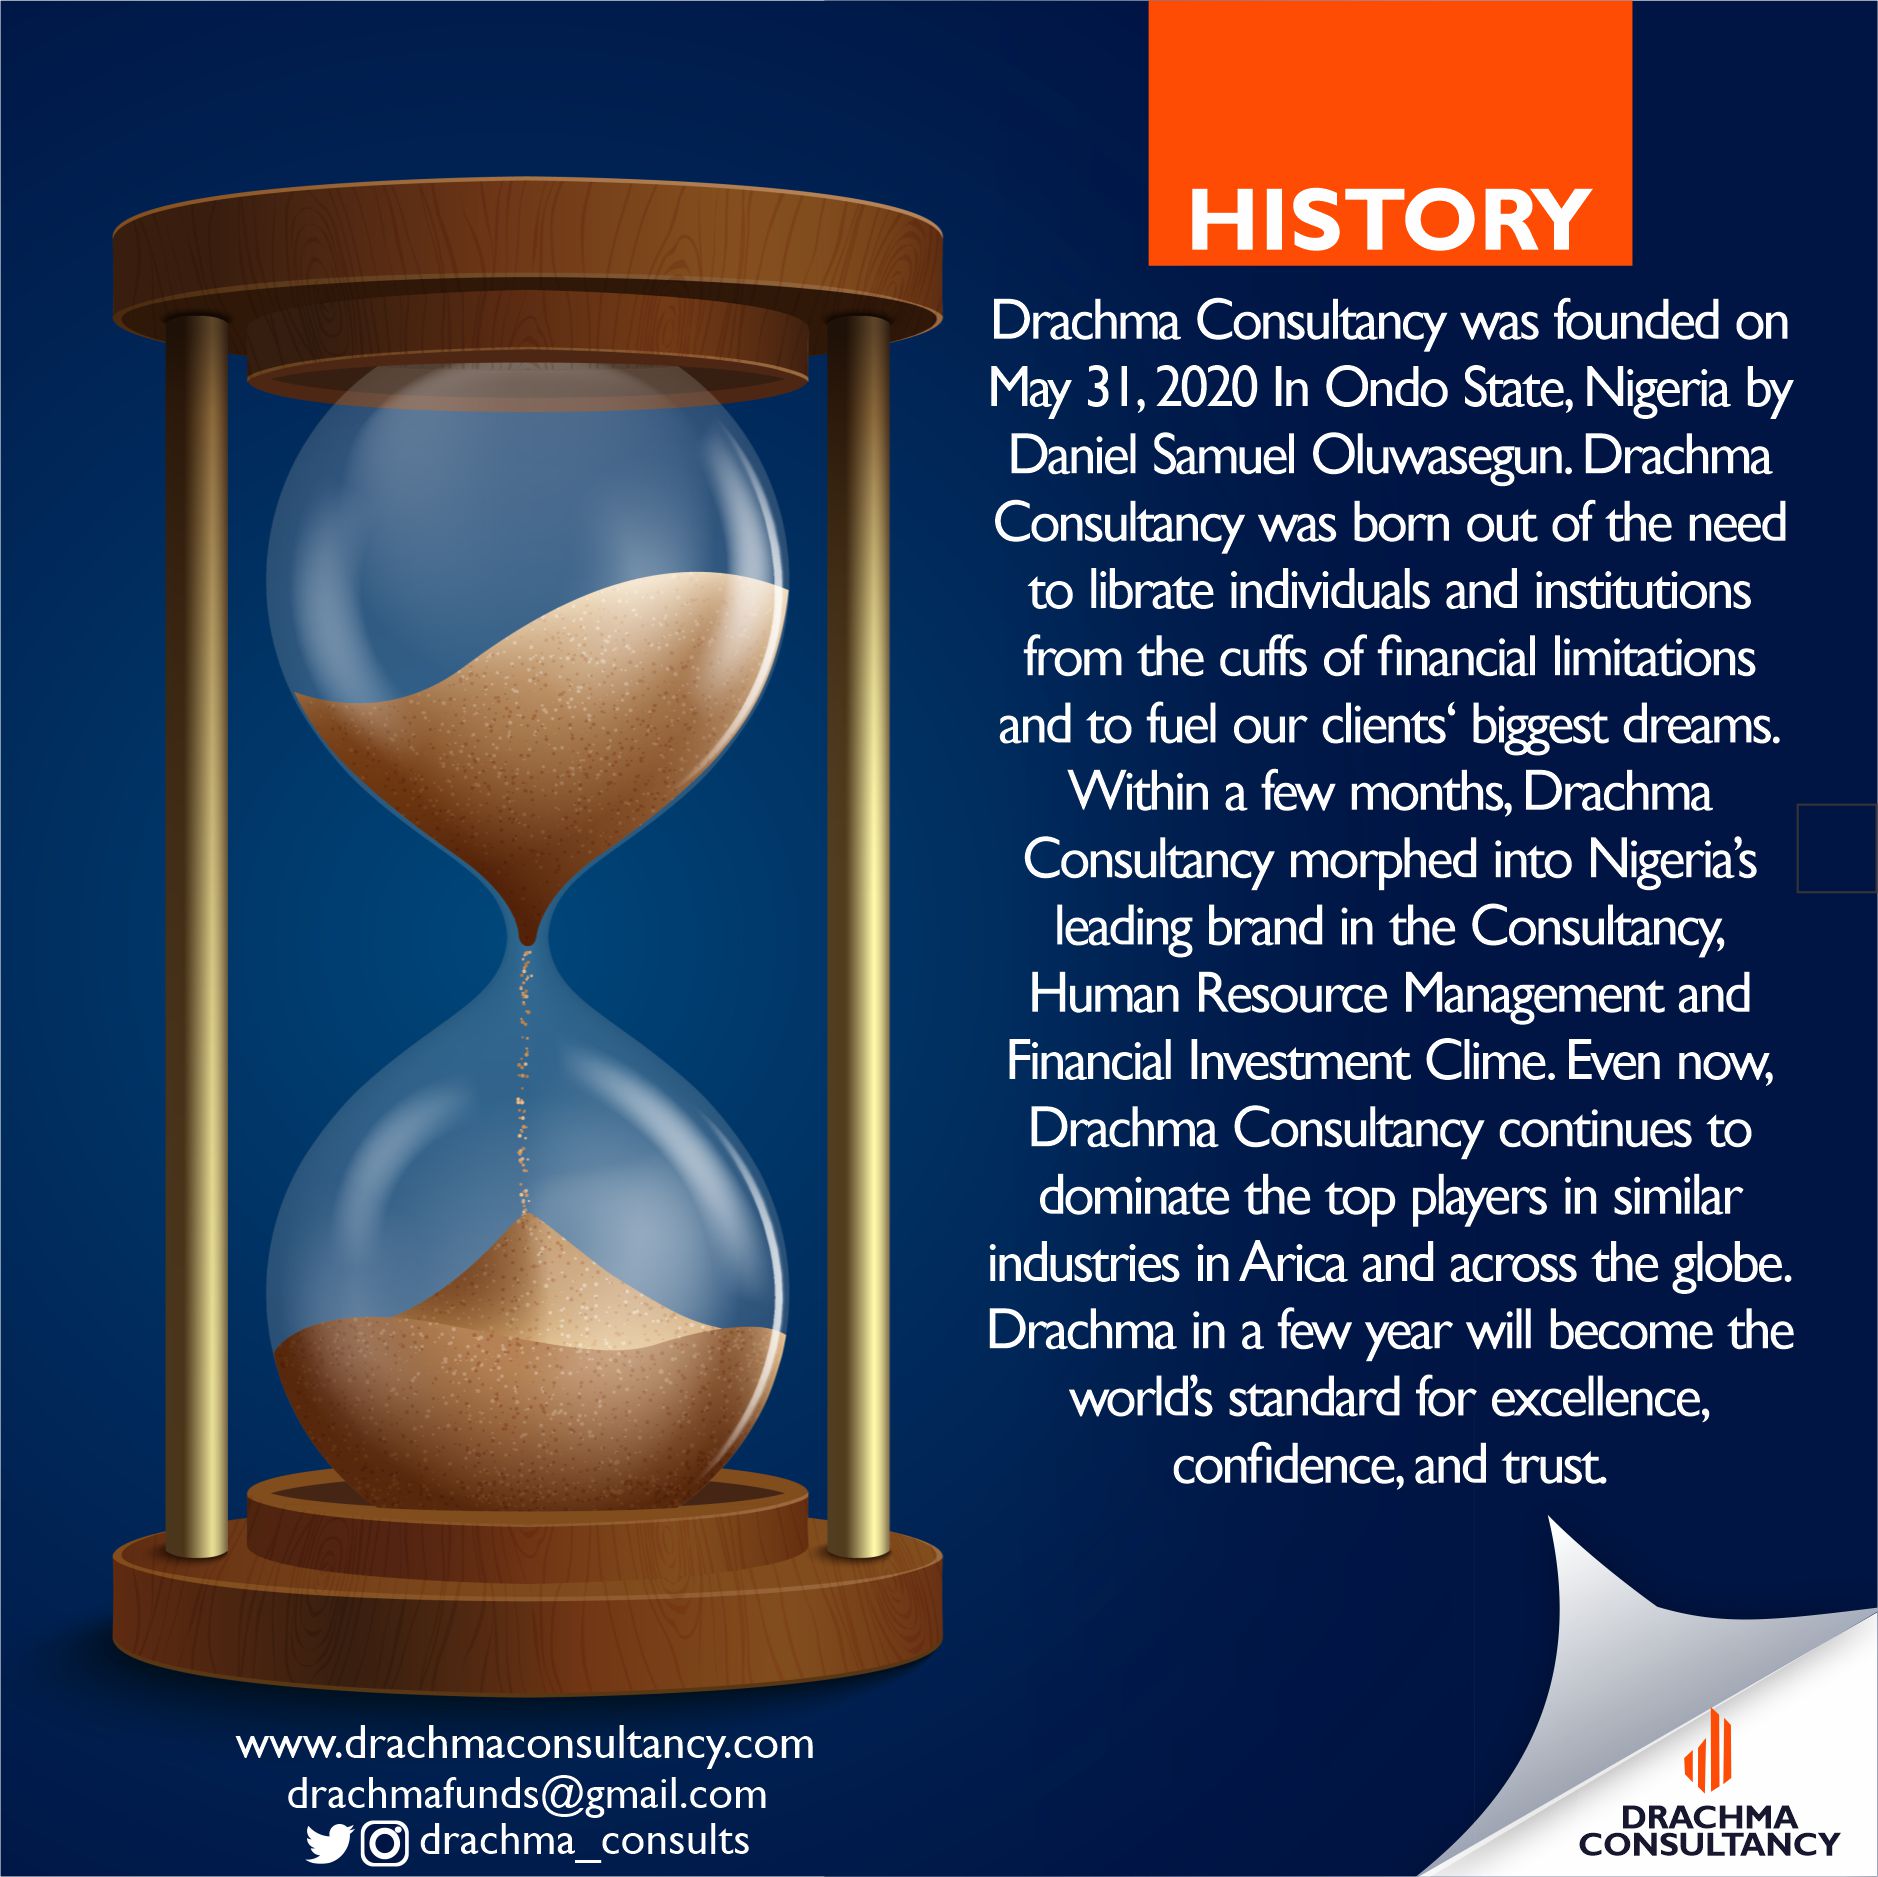 HISTORY
Drachma Consultancy was founded on
May 31, 2020 In Ondo State, Nigeria by
Daniel Samuel Oluwasegun. Drachma
Consultancy was born out of the need
to librate individuals and institutions
from the cuffs of financial limitations
and to fuel our clients‘ biggest dreams.
Within a few months, Drachma
Consultancy morphed into Nigeria’s
leading brand in the Consultancy,
Human Resource Management and
Financial Investment Clime. Even now,
Drachma Consultancy continues to
dominate the top players in similar
industries in Arica and across the globe.
Drachma in a few year will become the
world’s standard for excellence,
confidence, and trust.
www.drachmaconsultancy.com
drachmafunds@gmail.com
drachma_consults
DRACHMA
CONSULTANCY